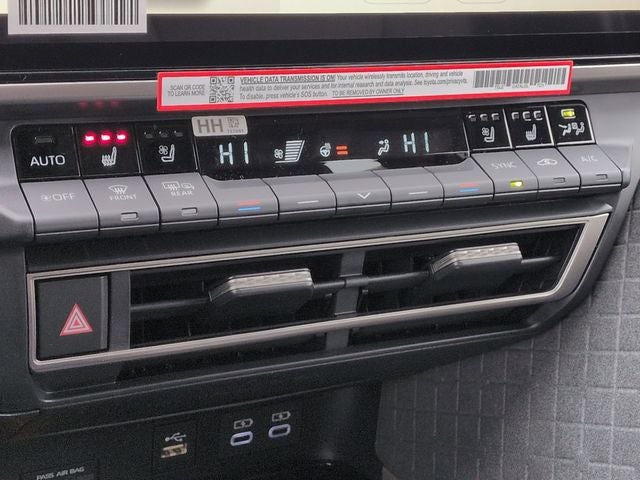 VEHICLE DATA TRANSMISSION IS ON! Your vehicle wirelessly transmits location, driving and vehicle
SCAN OR CODE
TO LEARN MORE
health data to deliver your services and for internal research and data analysis. See toyota.com/privacyvts.
To disable, press vehicle's SOS button. TO BE REMOVED BY OWNER ONLY
HH
AUTO
HI
HI
OFF
FRONT
REAR
SYNC
A/C
PASS AIR BAG